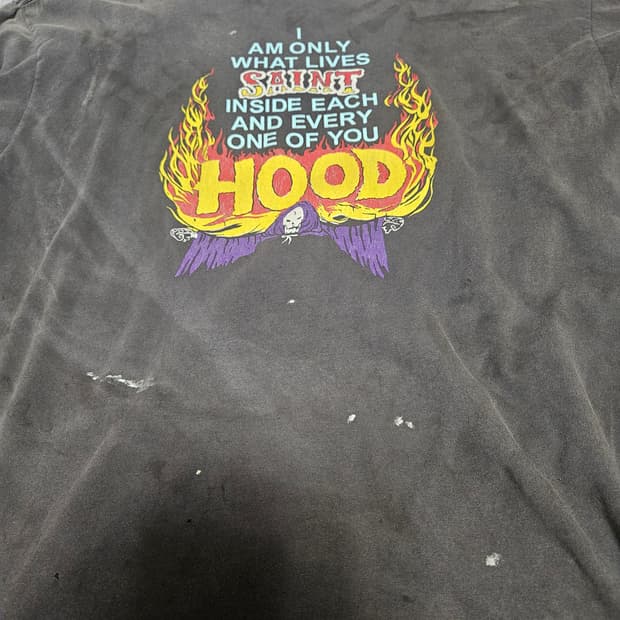 I
AM ONLY
WHAT LIVES
SAINT
INSIDE EACH
AND EVERY
ONE OF YOU
HOOD